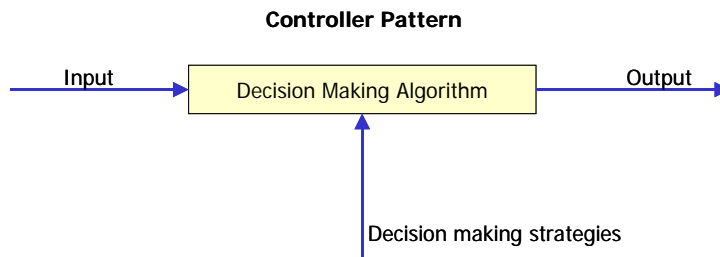 Controller Pattern
Input
Decision Making Algorithm
Output
Decision making strategies